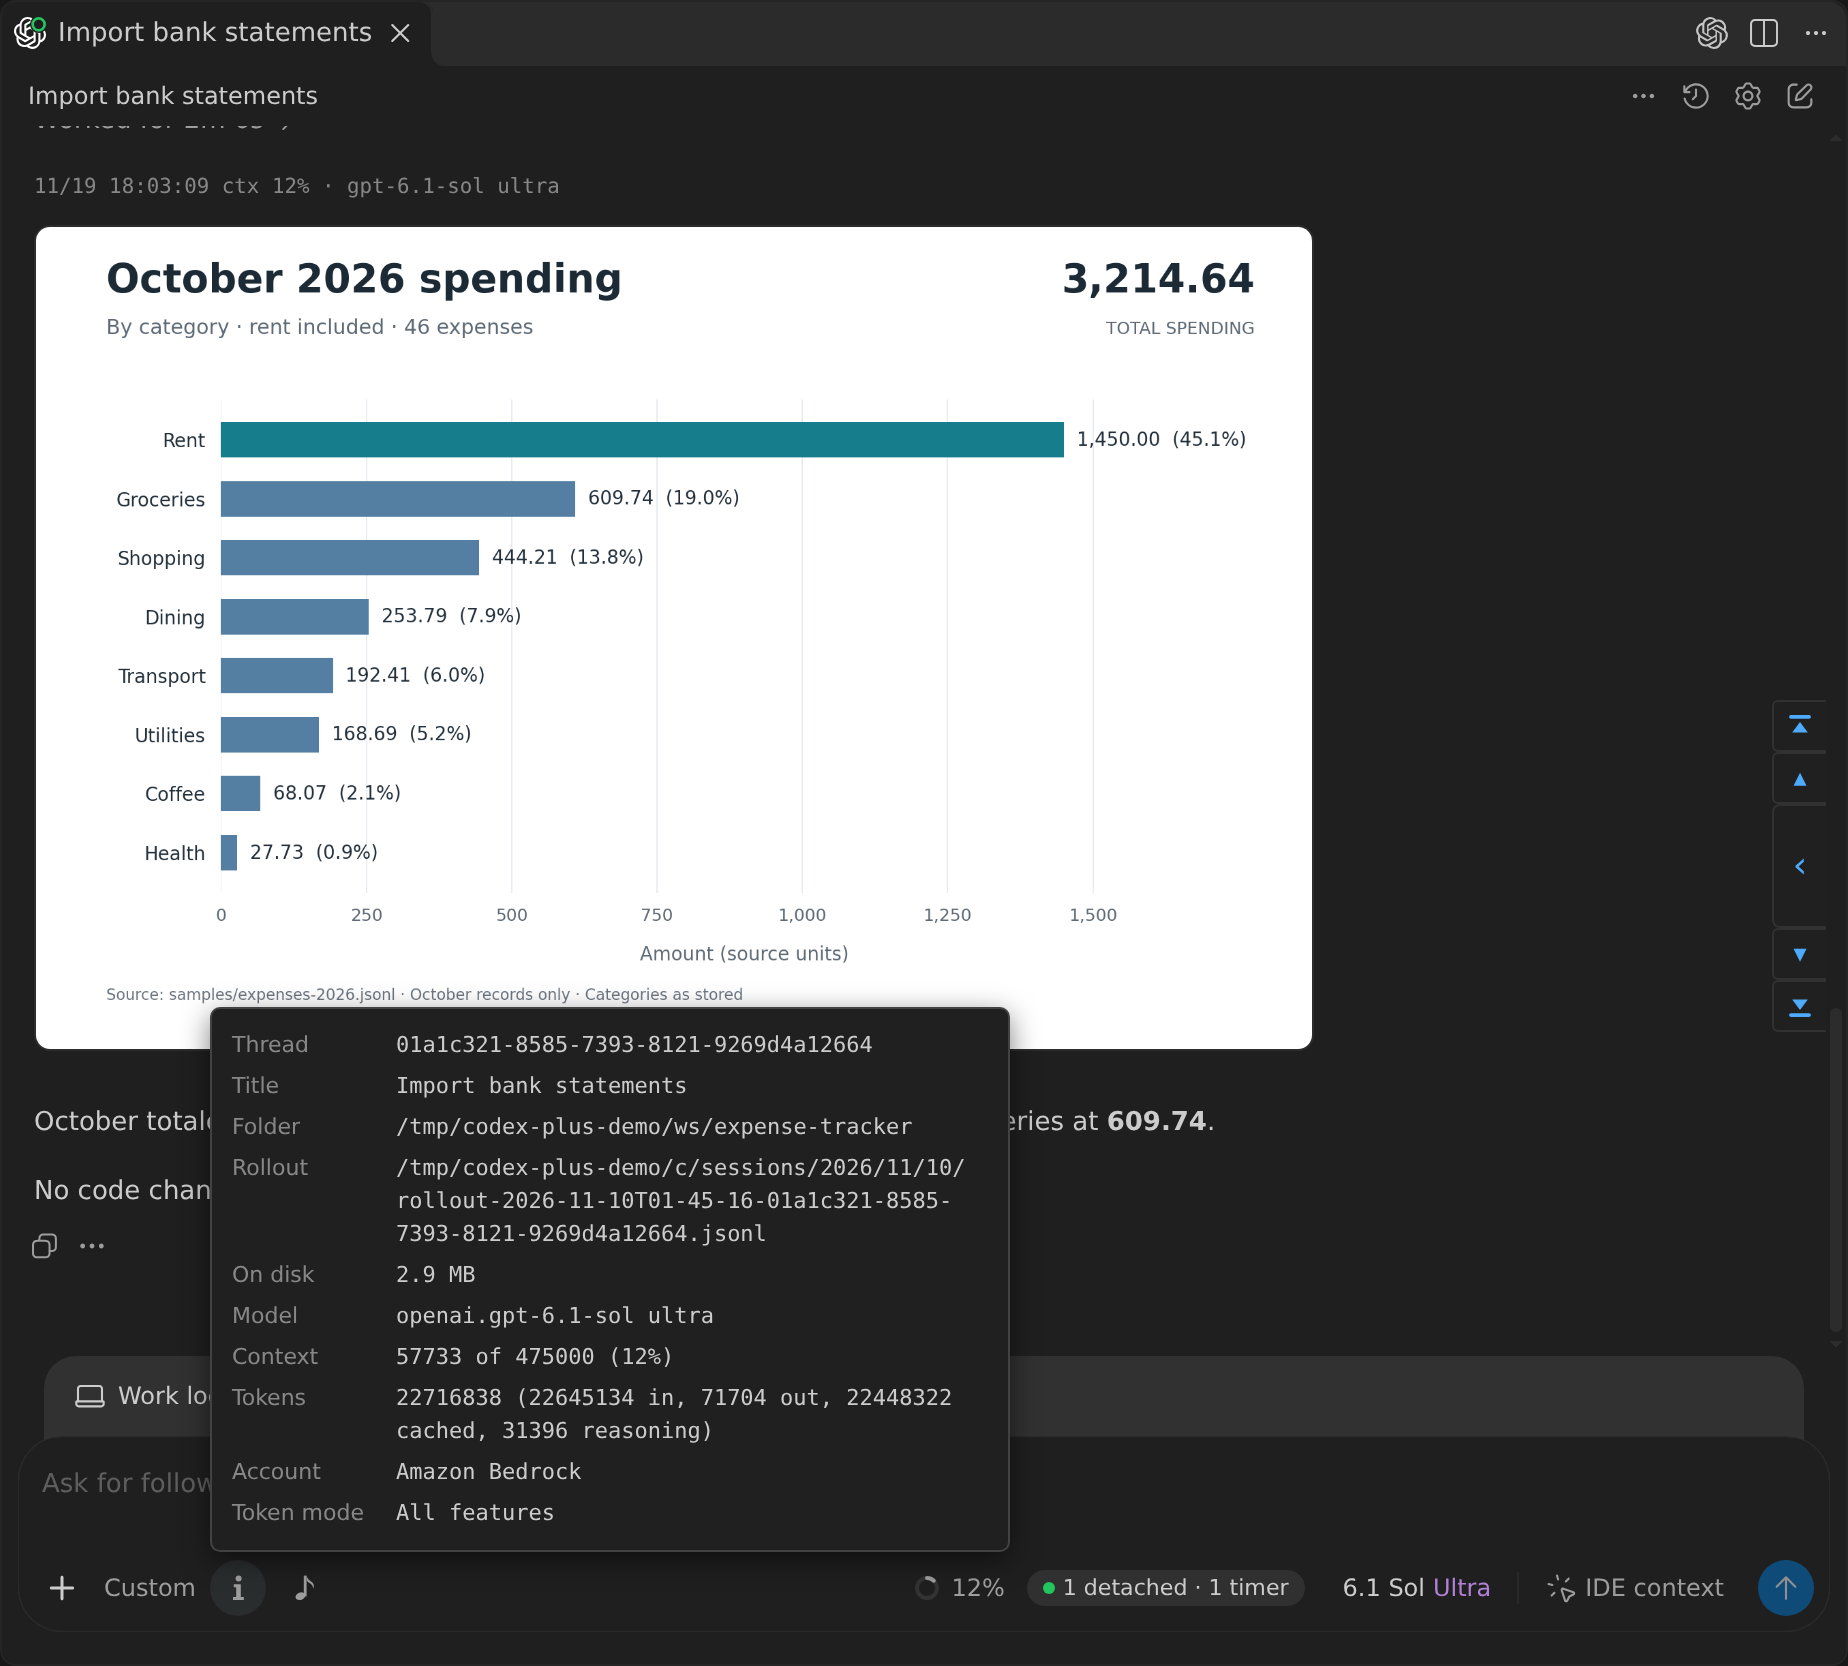 Import bank statements
Import bank statements
11/19 18:03:09 ctx 12% · gpt-6.1-sol ultra
October 2026 spending
3,214.64
By category · rent included · 46 expenses
TOTAL SPENDING
Rent 1,450.00 (45.1%)
Groceries 609.74 (19.0%)
Shopping 444.21 (13.8%)
Dining 253.79 (7.9%)
Transport 192.41 (6.0%)
Utilities 168.69 (5.2%)
Coffee 68.07 (2.1%)
Health 27.73 (0.9%)
0 250 500 750 1,000 1,250 1,500
Amount (source units)
Source: samples/expenses-2026.jsonl · October records only · Categories as stored
Thread 01a1c321-8585-7393-8121-9269d4a12664
Title Import bank statements
Folder /tmp/codex-plus-demo/ws/expense-tracker
Rollout /tmp/codex-plus-demo/c/sessions/2026/11/10/
rollout-2026-11-10T01-45-16-01a1c321-8585-
7393-8121-9269d4a12664.jsonl
On disk 2.9 MB
Model openai.gpt-6.1-sol ultra
Context 57733 of 475000 (12%)
Tokens 22716838 (22645134 in, 71704 out, 22448322
cached, 31396 reasoning)
Account Amazon Bedrock
Token mode All features
October
at 609.74.
No code
Work
Ask for
Custom
12%
1 detached · 1 timer
6.1 Sol Ultra
IDE context